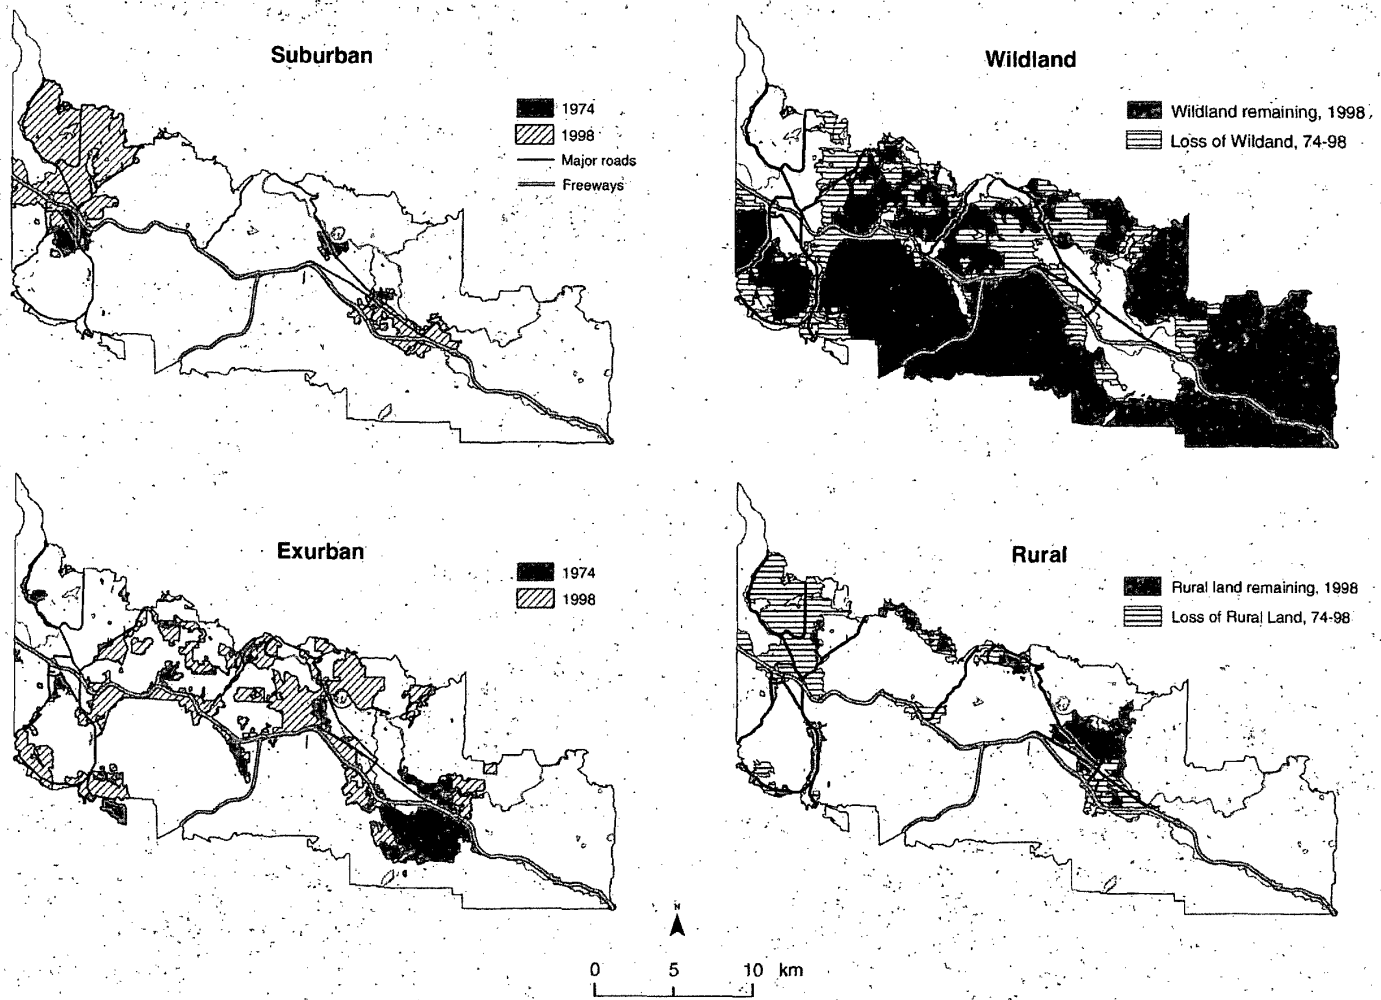 Suburban
1974
1998
Major roads
Freeways
Wildland
Wildland remaining, 1998
Loss of Wildand, 74-98
Exurban
1974
1998
Rural
Rural land remaining, 1998
Loss of Rural Land, 74-98
N
0 5 10 km